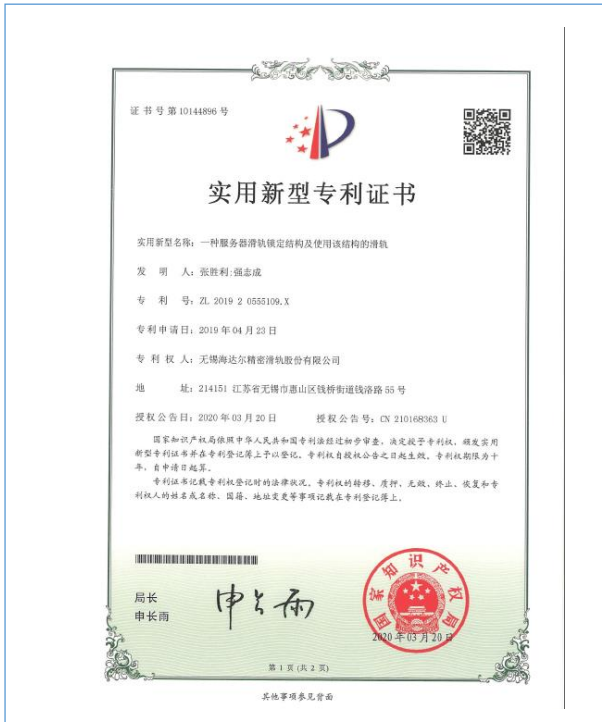 证书号第10144896号
实用新型专利证书
实用新型名称：一种服务器滑轨锁定结构及使用该结构的滑轨
发 明 人：张胜利;强志成
专 利 号：ZL 2019 2 0555109.X
专利申请日：2019年04月23日
专 利 权 人：无锡海达尔精密滑轨股份有限公司
地 址：214151 江苏省无锡市惠山区钱桥街道钱洛路55号
授权公告日：2020年03月20日 授权公告号：CN 210168363 U
国家知识产权局依照中华人民共和国专利法经过初步审查，决定授予专利权，颁发实用
新型专利证书并在专利登记簿上予以登记。专利权自授权公告之日起生效。专利权期限为十
年，自申请日起算。
专利证书记载专利权登记时的法律状况。专利权的转移、质押、无效、终止、恢复和专
利权人的姓名或名称、国籍、地址变更等事项记载在专利登记簿上。
局长
申长雨
申长雨
国家知识产权局
2020年03月20日
第 1 页 (共 2 页)
其他事项参见背面